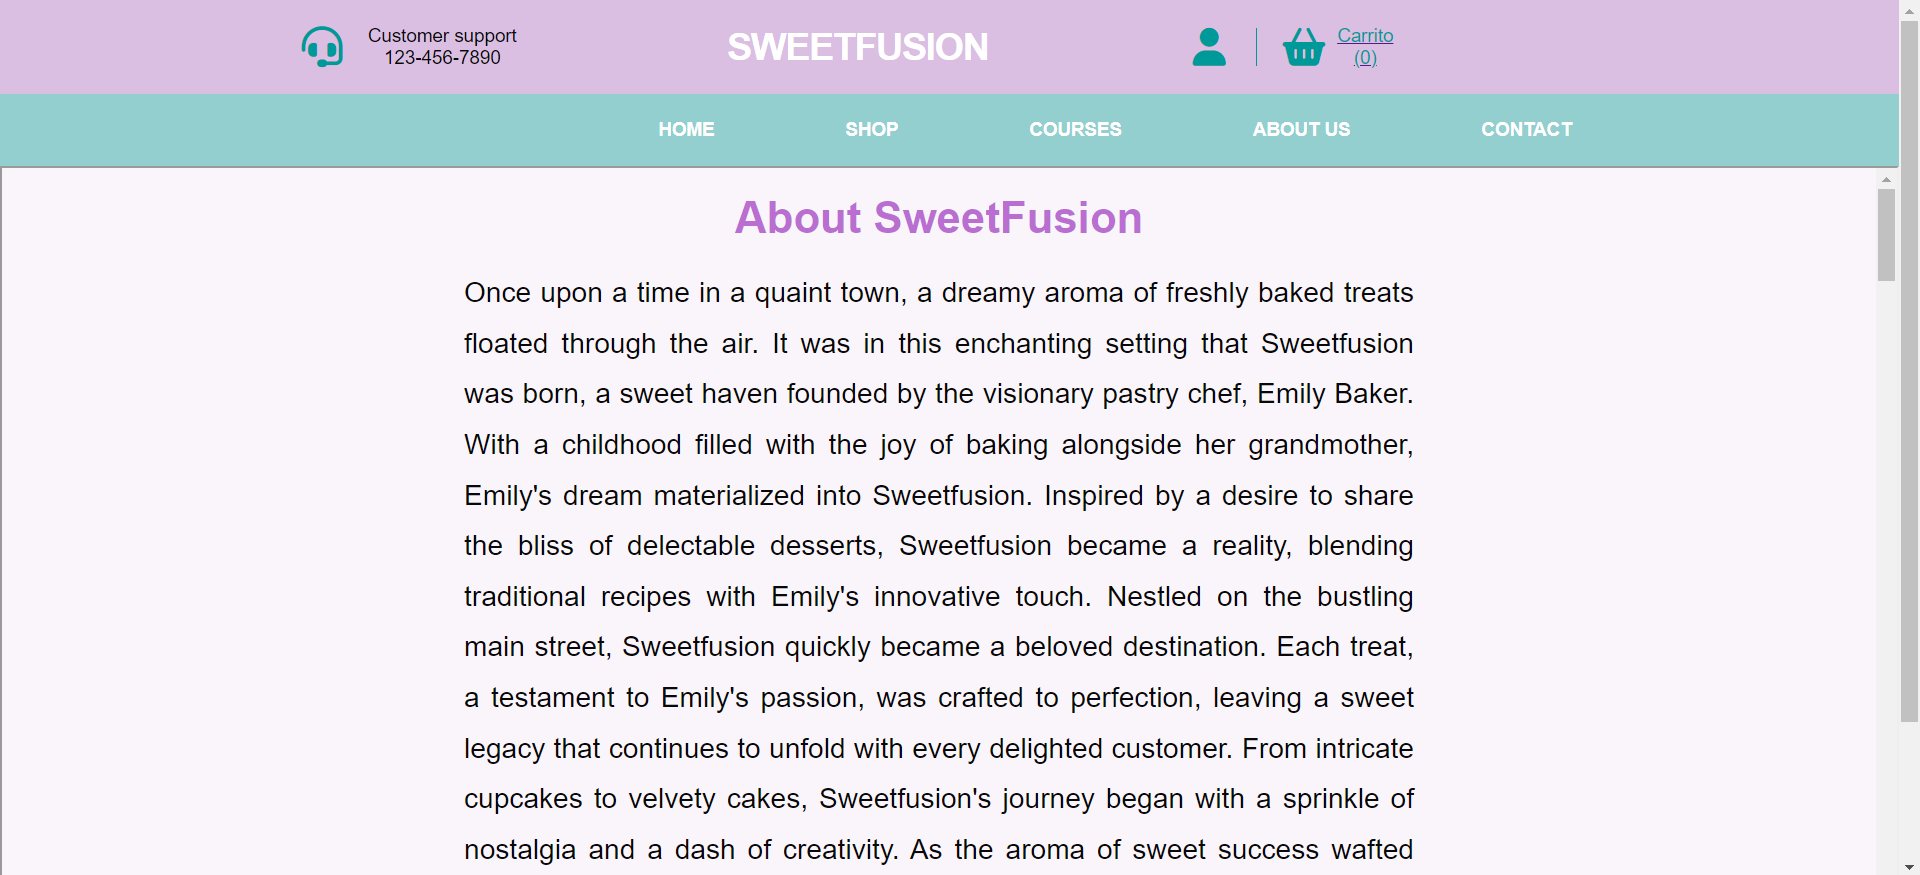 Customer support
123-456-7890
SWEETFUSION
Carrito
(0)
HOME SHOP COURSES ABOUT US CONTACT
About SweetFusion
Once upon a time in a quaint town, a dreamy aroma of freshly baked treats
floated through the air. It was in this enchanting setting that Sweetfusion
was born, a sweet haven founded by the visionary pastry chef, Emily Baker.
With a childhood filled with the joy of baking alongside her grandmother,
Emily's dream materialized into Sweetfusion. Inspired by a desire to share
the bliss of delectable desserts, Sweetfusion became a reality, blending
traditional recipes with Emily's innovative touch. Nestled on the bustling
main street, Sweetfusion quickly became a beloved destination. Each treat,
a testament to Emily's passion, was crafted to perfection, leaving a sweet
legacy that continues to unfold with every delighted customer. From intricate
cupcakes to velvety cakes, Sweetfusion's journey began with a sprinkle of
nostalgia and a dash of creativity. As the aroma of sweet success wafted